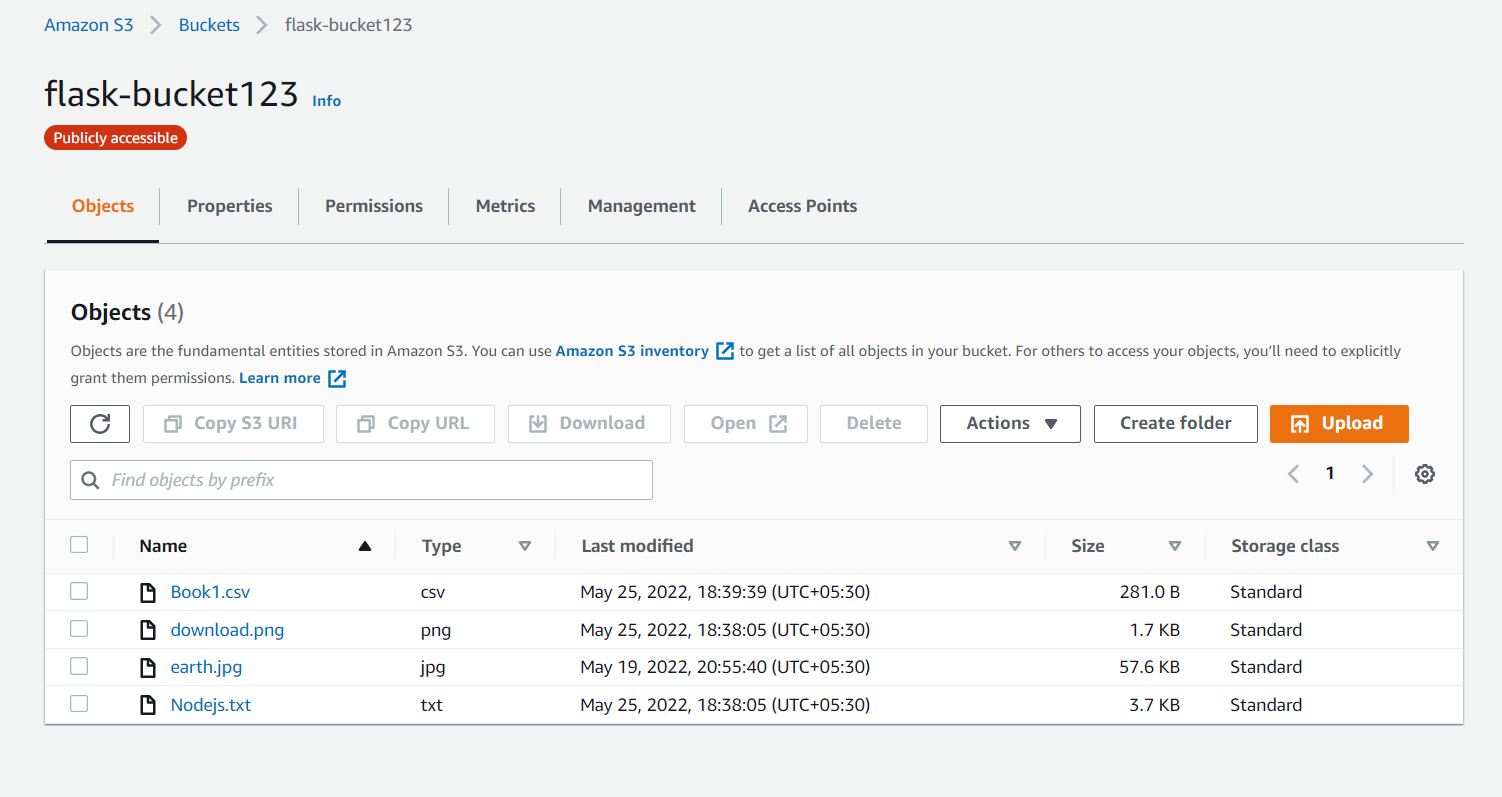 Amazon S3 Buckets flask-bucket123
flask-bucket123 Info
Publicly accessible
Objects Properties Permissions Metrics Management Access Points
Objects (4)
Objects are the fundamental entities stored in Amazon S3. You can use Amazon S3 inventory to get a list of all objects in your bucket. For others to access your objects, you'll need to explicitly
grant them permissions. Learn more
Copy S3 URI Copy URL Download Open Delete Actions Create folder Upload
Find objects by prefix 1
Name Type Last modified Size Storage class
Book1.csv csv May 25, 2022, 18:39:39 (UTC+05:30) 281.0 B Standard
download.png png May 25, 2022, 18:38:05 (UTC+05:30) 1.7 KB Standard
earth.jpg jpg May 19, 2022, 20:55:40 (UTC+05:30) 57.6 KB Standard
Nodejs.txt txt May 25, 2022, 18:38:05 (UTC+05:30) 3.7 KB Standard